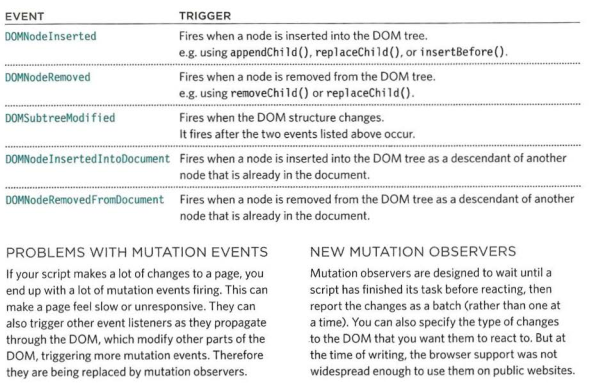 EVENT TRIGGER
DOMNodeInserted Fires when a node is inserted into the DOM tree.
e.g. using appendChild(), replaceChild(), or insertBefore().
DOMNodeRemoved Fires when a node is removed from the DOM tree.
e.g. using removeChild() or replaceChild().
DOMSubtreeModified Fires when the DOM structure changes.
It fires after the two events listed above occur.
DOMNodeInsertedIntoDocument Fires when a node is inserted into the DOM tree as a descendant of another
node that is already in the document.
DOMNodeRemovedFromDocument Fires when a node is removed from the DOM tree as a descendant of another
node that is already in the document.
PROBLEMS WITH MUTATION EVENTS
If your script makes a lot of changes to a page, you
end up with a lot of mutation events firing. This can
make a page feel slow or unresponsive. They can
also trigger other event listeners as they propagate
through the DOM, which modify other parts of the
DOM, triggering more mutation events. Therefore
they are being replaced by mutation observers.
NEW MUTATION OBSERVERS
Mutation observers are designed to wait until a
script has finished its task before reacting, then
report the changes as a batch (rather than one at
a time). You can also specify the type of changes
to the DOM that you want them to react to. But at
the time of writing, the browser support was not
widespread enough to use them on public websites.